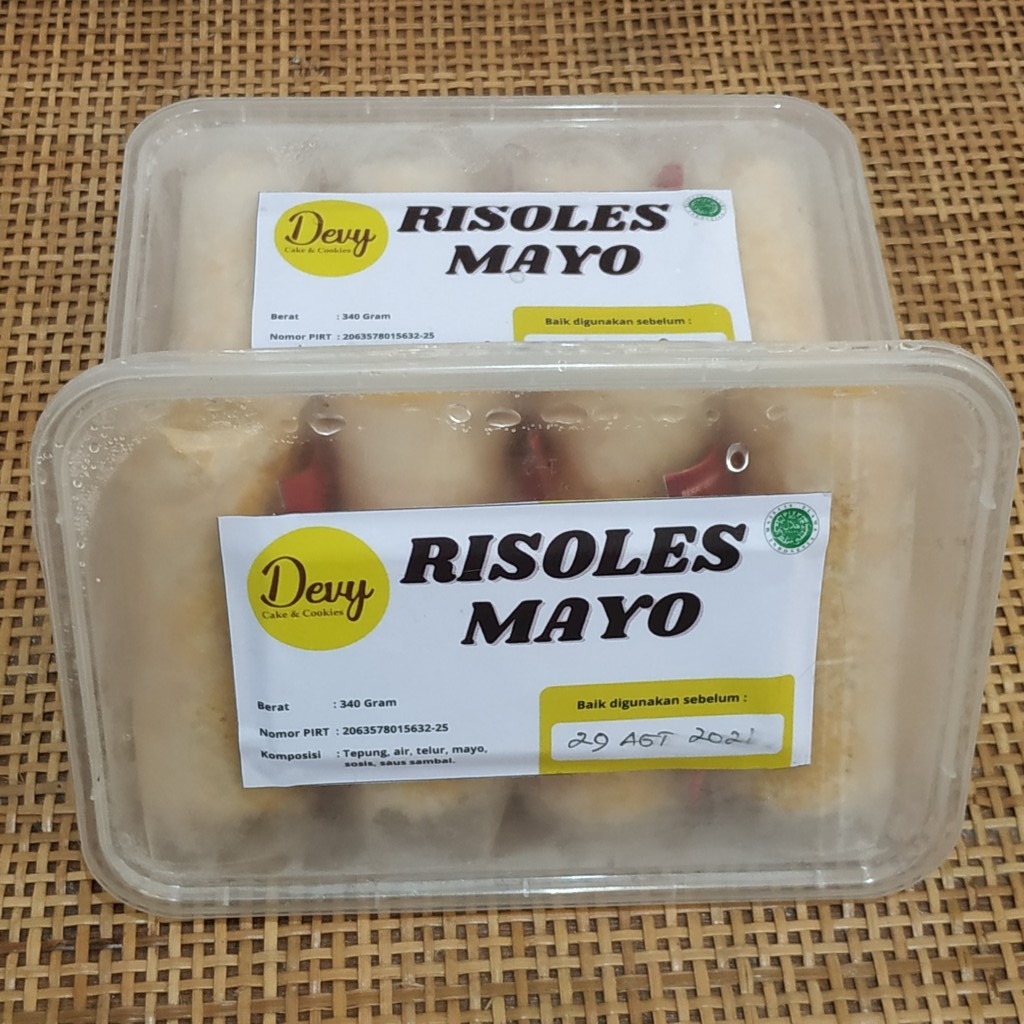 Devy
Cake & Cookies
RISOLES
MAYO
Berat : 340 Gram
Nomor PIRT : 2063578015632-25
Baik digunakan sebelum :
Devy
Cake & Cookies
RISOLES
MAYO
Berat : 340 Gram
Nomor PIRT : 2063578015632-25
Komposisi : Tepung, air, telur, mayo,
sosis, saus sambal.
Baik digunakan sebelum :
29 AGT 2021